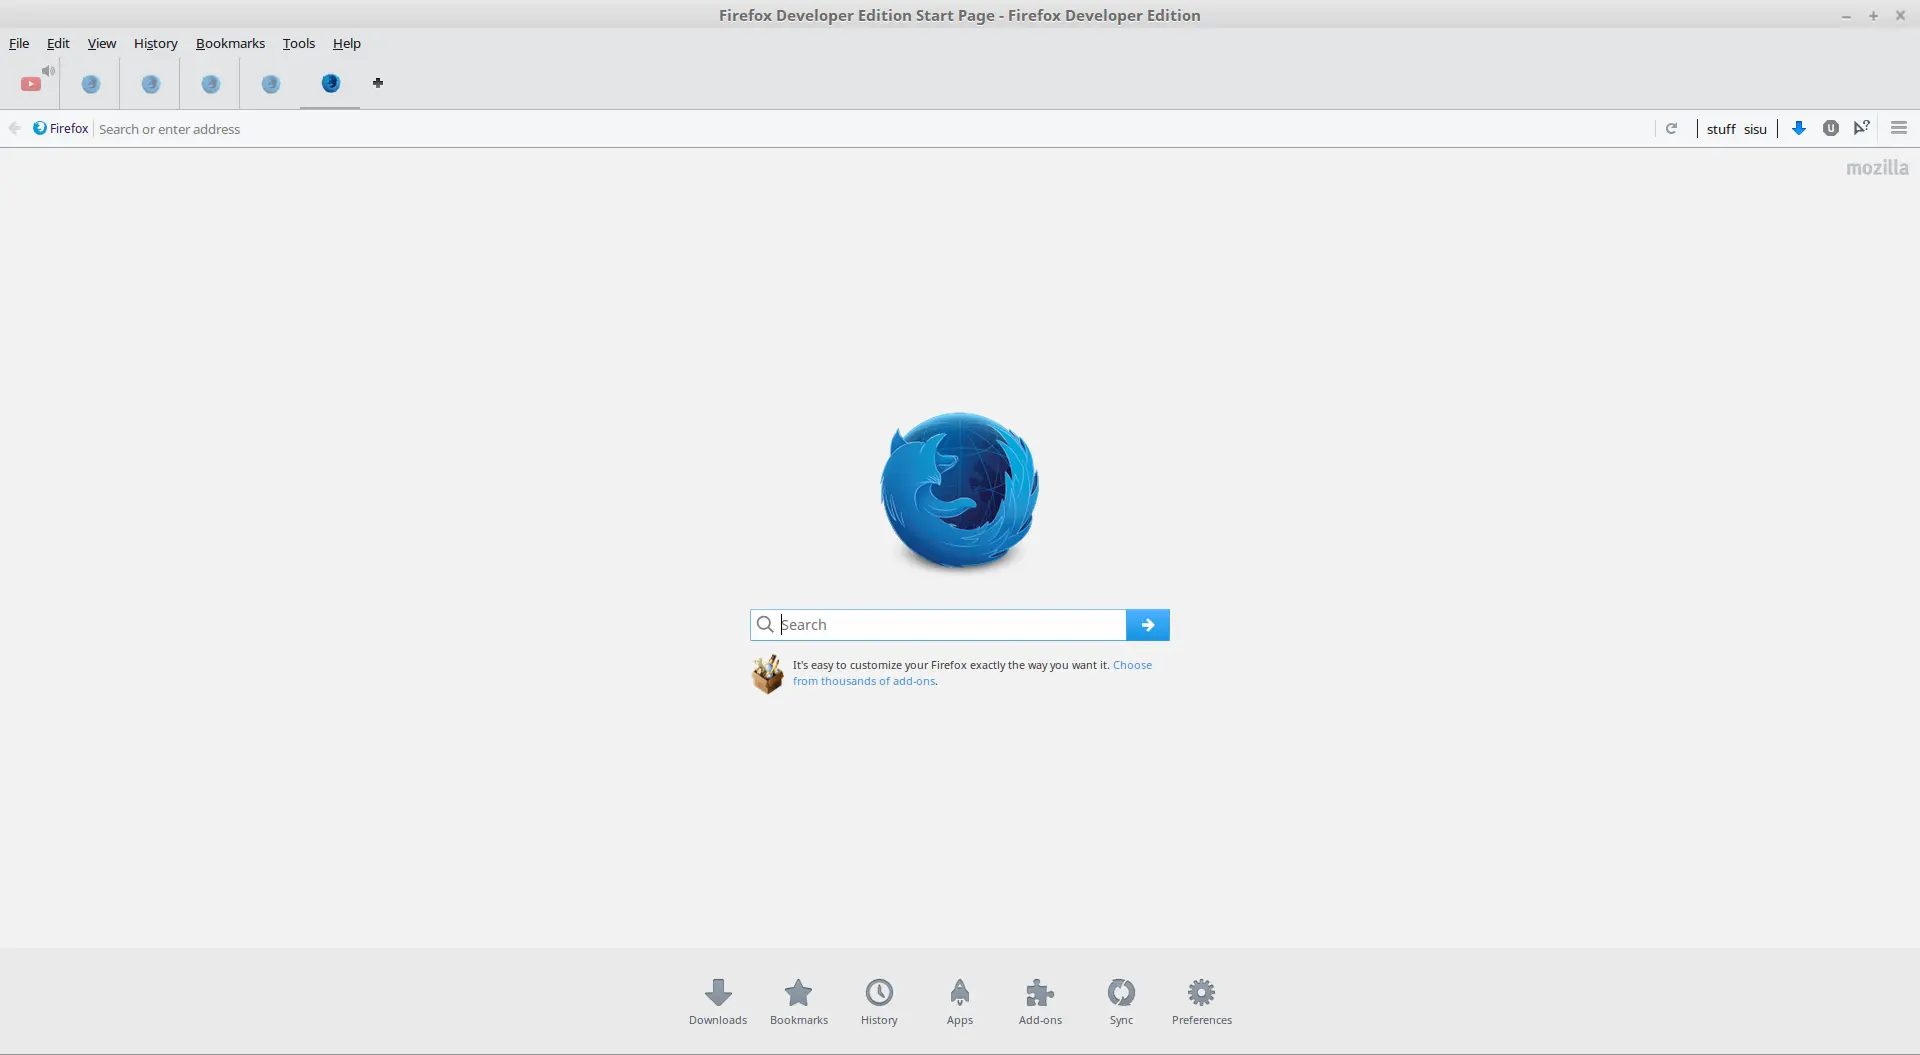 Firefox Developer Edition Start Page - Firefox Developer Edition
File Edit View History Bookmarks Tools Help
Firefox Search or enter address stuff sisu
mozilla
Search
It's easy to customize your Firefox exactly the way you want it. Choose
from thousands of add-ons.
Downloads Bookmarks History Apps Add-ons Sync Preferences